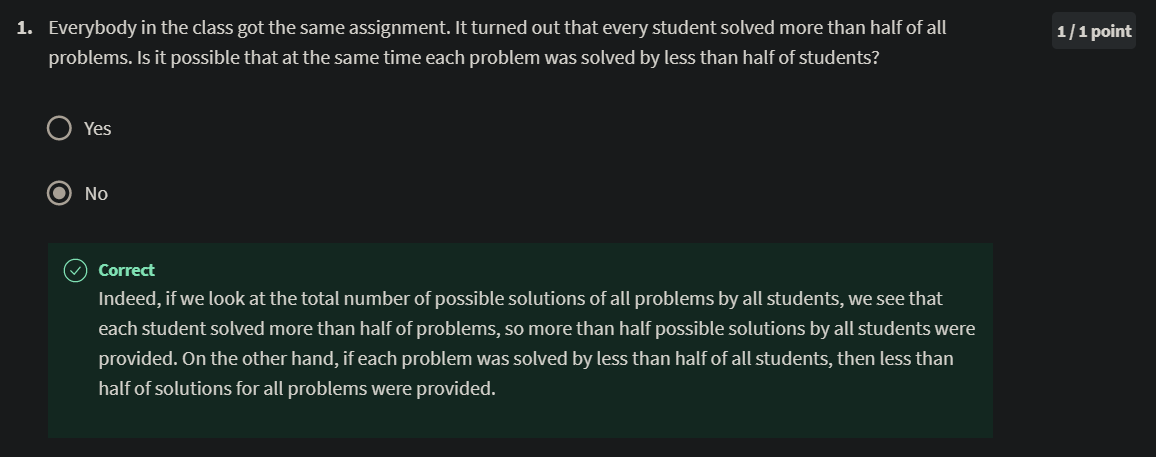 1. Everybody in the class got the same assignment. It turned out that every student solved more than half of all
1 / 1 point
problems. Is it possible that at the same time each problem was solved by less than half of students?
Yes
No
Correct
Indeed, if we look at the total number of possible solutions of all problems by all students, we see that
each student solved more than half of problems, so more than half possible solutions by all students were
provided. On the other hand, if each problem was solved by less than half of all students, then less than
half of solutions for all problems were provided.